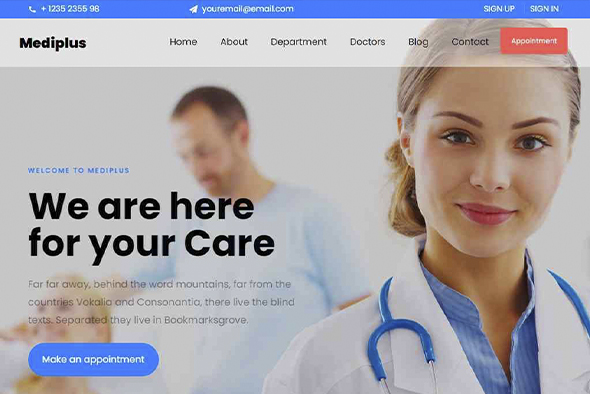 + 1235 2355 98 youremail@email.com SIGN UP SIGN IN
Mediplus Home About Department Doctors Blog Contact Appointment
WELCOME TO MEDIPLUS
We are here
for your Care
Far far away, behind the word mountains, far from the
countries Vokalia and Consonantia, there live the blind
texts. Separated they live in Bookmarksgrove.
Make an appointment